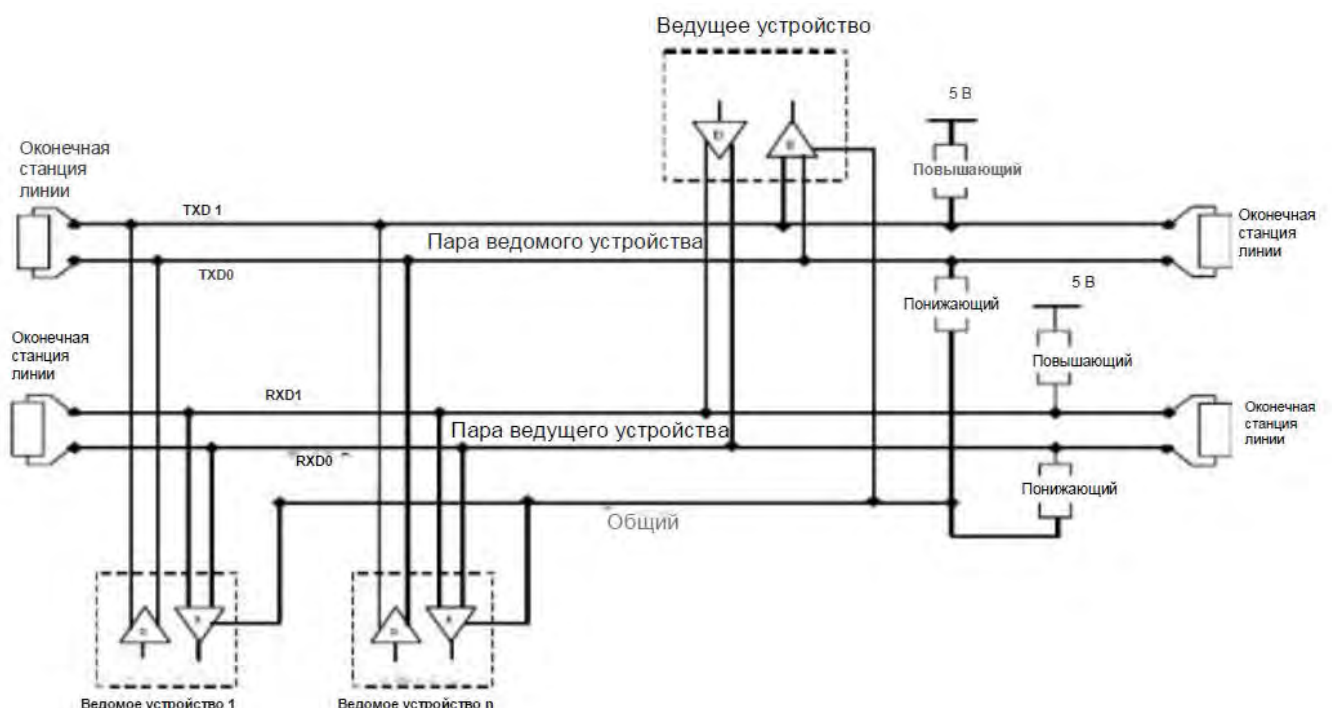 Ведущее устройство
5 В
Оконечная
станция
линии
Повышающий
TXD 1
Оконечная
станция
линии
Пара ведомого устройства
TXD0
5 В
Понижающий
Оконечная
станция
линии
Повышающий
RXD1
Оконечная
станция
линии
Пара ведущего устройства
RXD0
Понижающий
Общий
Ведомое устройство 1
Ведомое устройство n